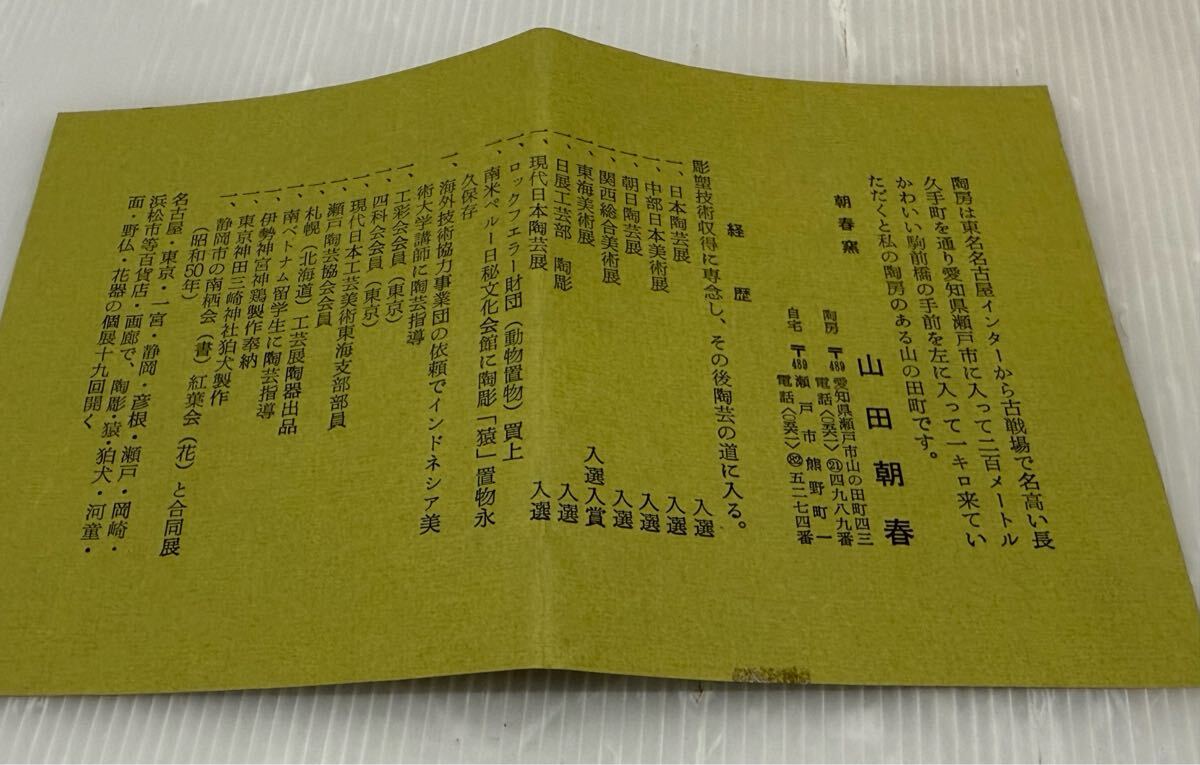 陶房は東名名古屋インターから古戦場で名高い長
久手町を通り愛知県瀬戸市に入って二百メートル
かわいい駒前橋の手前を左に入って一キロ来てい
ただくと私の陶房のある山の田町です。
朝春窯 山田朝春
陶房 〒489 愛知県瀬戸市山の田町四三
電話〈〇五六一〉㉑四九八九番
自宅 〒489 瀬戸市熊野町一
電話〈〇五六一〉㊷五二七四番
経歴
彫塑技術収得に専念し、その後陶芸の道に入る。
一、日本陶芸展 入選
一、中部日本美術展 入選
一、朝日陶芸展 入選
一、関西総合美術展 入選
一、東海美術展 入選入賞
一、日展工芸部 陶彫 入選
一、現代日本陶芸展 入選
一、ロックフェラー財団(動物置物)買上
一、南米ペルー日秘文化会館に陶彫「猿」置物永
久保存
一、海外技術協力事業団の依頼でインドネシア美
術大学講師に陶芸指導
一、工彩会会員(東京)
一、四科会会員(東京)
一、現代日本工芸美術東海支部部員
一、瀬戸陶芸協会会員
一、札幌(北海道)工芸展陶器出品
一、南ベトナム留学生に陶芸指導
一、伊勢神宮神鶏製作奉納
一、東京神田三崎神社狛犬製作
一、静岡市の南栖会(書)紅葉会(花)と合同展
(昭和50年)
名古屋・東京・一宮・静岡・彦根・瀬戸・岡崎・
浜松市等百貨店・画廊で、陶彫・猿・狛犬・河童・
面・野仏・花器の個展十九回開く